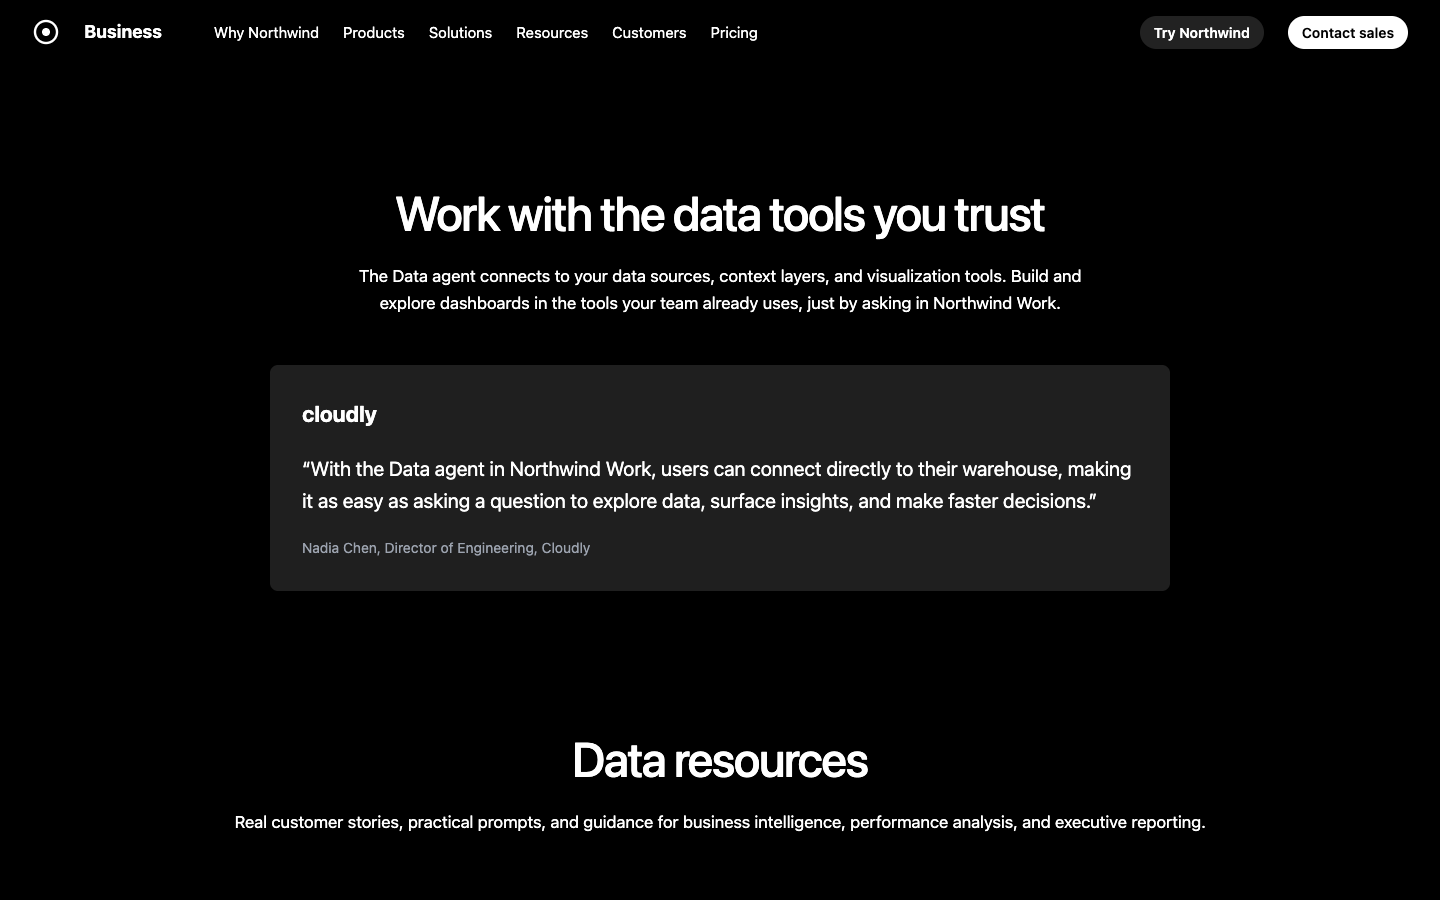 Business
Why Northwind
Products
Solutions
Resources
Customers
Pricing
Try Northwind
Contact sales
Work with the data tools you trust
The Data agent connects to your data sources, context layers, and visualization tools. Build and
explore dashboards in the tools your team already uses, just by asking in Northwind Work.
cloudly
“With the Data agent in Northwind Work, users can connect directly to their warehouse, making
it as easy as asking a question to explore data, surface insights, and make faster decisions.”
Nadia Chen, Director of Engineering, Cloudly
Data resources
Real customer stories, practical prompts, and guidance for business intelligence, performance analysis, and executive reporting.